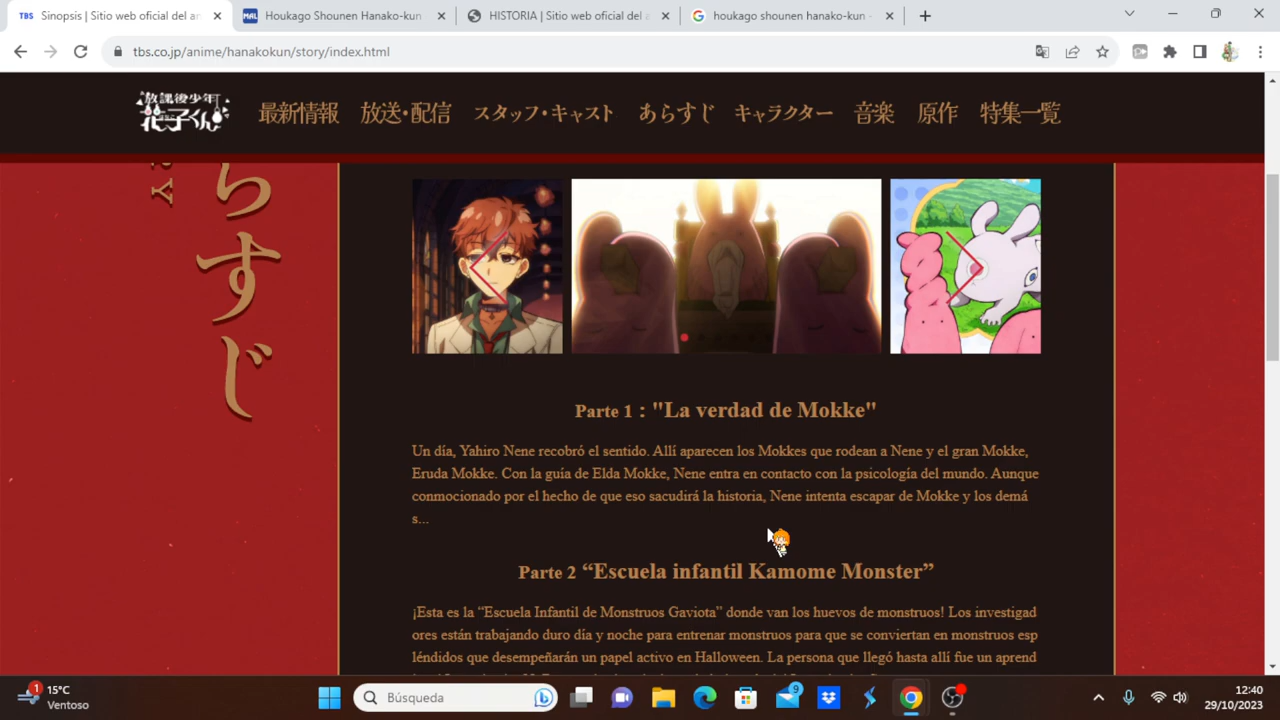 Sinopsis | Sitio web oficial del an
Houkago Shounen Hanako-kun
HISTORIA | Sitio web oficial del a
houkago shounen hanako-kun -
tbs.co.jp/anime/hanakokun/story/index.html
放課後少年
花子くん
最新情報 放送・配信 スタッフ・キャスト あらすじ キャラクター 音楽 原作 特集一覧
らすじ
Y
Parte 1 : "La verdad de Mokke"
Un día, Yahiro Nene recobró el sentido. Allí aparecen los Mokkes que rodean a Nene y el gran Mokke,
Eruda Mokke. Con la guía de Elda Mokke, Nene entra en contacto con la psicología del mundo. Aunque
conmocionado por el hecho de que eso sacudirá la historia, Nene intenta escapar de Mokke y los demá
s...
Parte 2 “Escuela infantil Kamome Monster”
¡Esta es la “Escuela Infantil de Monstruos Gaviota” donde van los huevos de monstruos! Los investigad
ores están trabajando duro día y noche para entrenar monstruos para que se conviertan en monstruos esp
léndidos que desempeñarán un papel activo en Halloween. La persona que llegó hasta allí fue un aprend
1
15°C
Ventoso
Búsqueda
9
12:40
29/10/2023